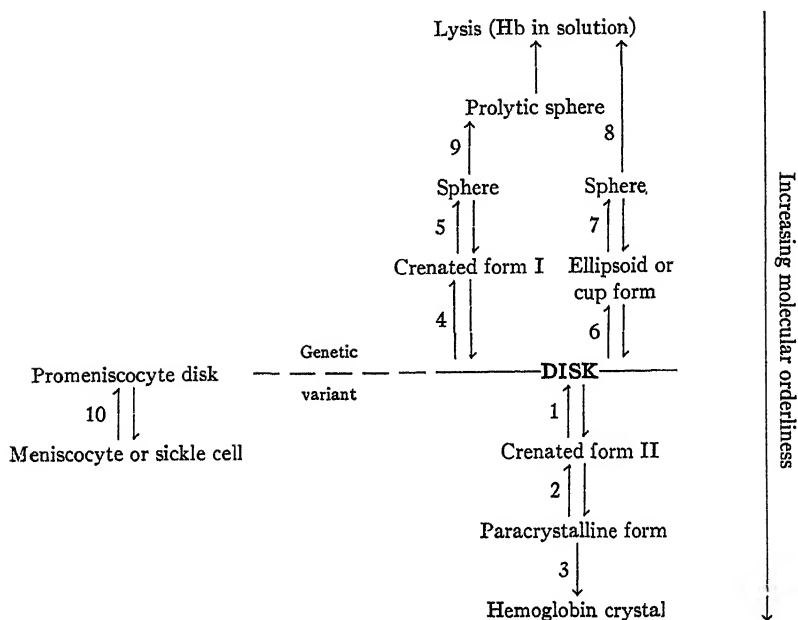 Lysis (Hb in solution)
Prolytic sphere
9
8
Sphere
Sphere
5
7
Crenated form I
Ellipsoid or
cup form
4
6
Genetic
Promeniscocyte disk
DISK
variant
10
1
Meniscocyte or sickle cell
Crenated form II
2
Paracrystalline form
3
Hemoglobin crystal
Increasing molecular orderliness